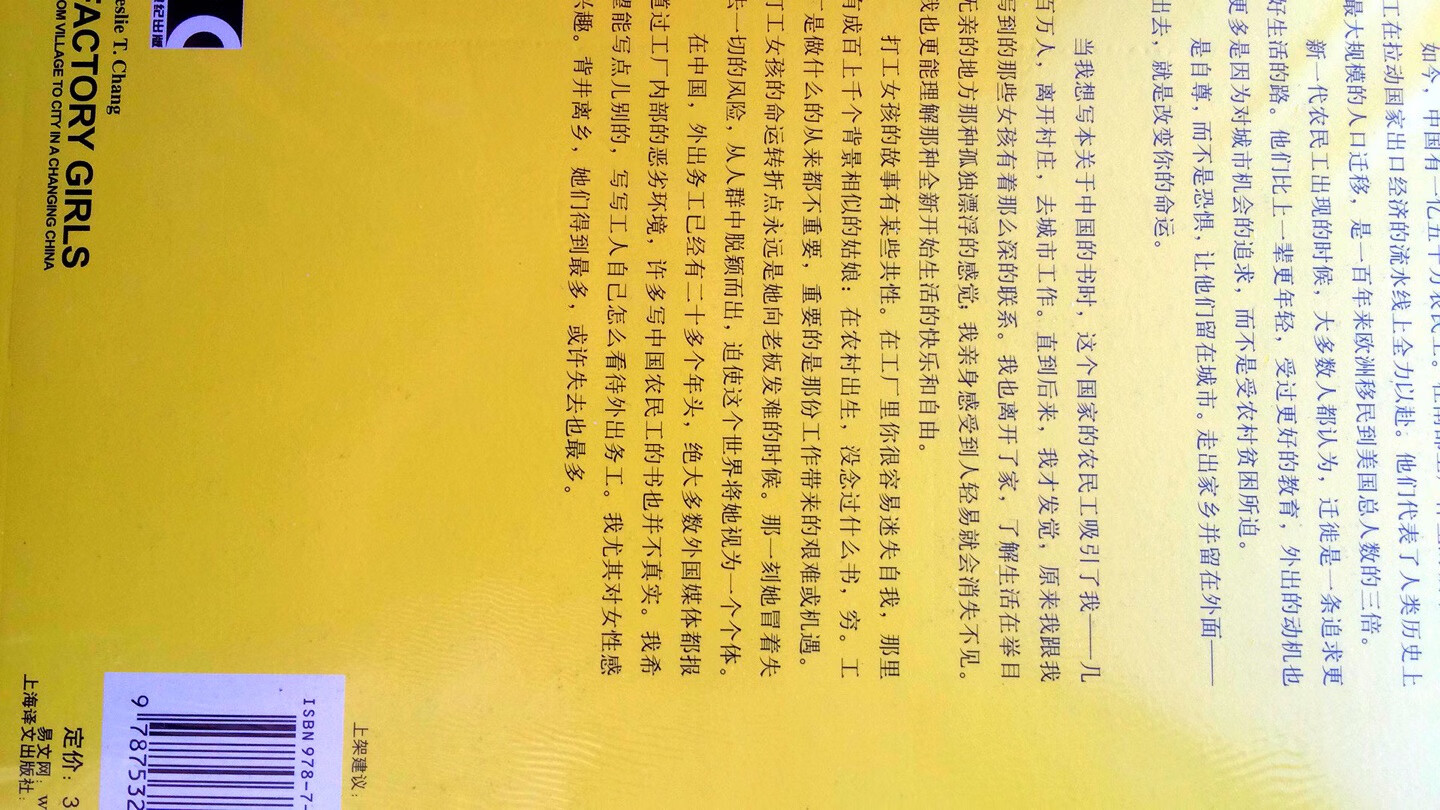 如今，中国有一亿五千万农民工。在南部
工在拉动国家出口经济的流水线上全力以赴。他们代表了人类历史上
最大规模的人口迁移，是一百年来欧洲移民到美国总人数的三倍。
新一代农民工出现的时候，大多数人都认为，迁徙是一条追求更
好生活的路。他们比上一辈更年轻，受过更好的教育，外出的动机也
更多是因为对城市机会的追求，而不是受农村贫困所迫。
是自尊，而不是恐惧，让他们留在城市。走出家乡并留在外面——
出去，就是改变你的命运。
当我想写本关于中国的书时，这个国家的农民工吸引了我——几
百万人，离开村庄，去城市工作。直到后来，我才发觉，原来我跟我
写到的那些女孩有着那么深的联系。我也离开了家，了解生活在举目
无亲的地方那种孤独漂浮的感觉；我亲身感受到人轻易就会消失不见。
我也更能理解那种全新开始生活的快乐和自由。
打工女孩的故事有某些共性。在工厂里你很容易迷失自我，那里
有成百上千个背景相似的姑娘：在农村出生，没念过什么书，穷。工
是做什么的从来都不重要，重要的是那份工作带来的艰难或机遇。
打工女孩的命运转折点永远是她向老板发难的时候。那一刻她冒着失
去一切的风险，从人群中脱颖而出，迫使这个世界将她视为一个个体。
在中国，外出务工已经有二十多个年头，绝大多数外国媒体都报
道过工厂内部的恶劣环境，许多写中国农民工的书也并不真实。我希
望能写点儿别的，写写工人自己怎么看待外出务工。我尤其对女性感
兴趣。背井离乡，她们得到最多，或许失去也最多。
世纪出版
Leslie T. Chang
FACTORY GIRLS
FROM VILLAGE TO CITY IN A CHANGING CHINA
上架建议：
ISBN 978-7-
9 787532
定价：3
易文网：w
上海译文出版社：